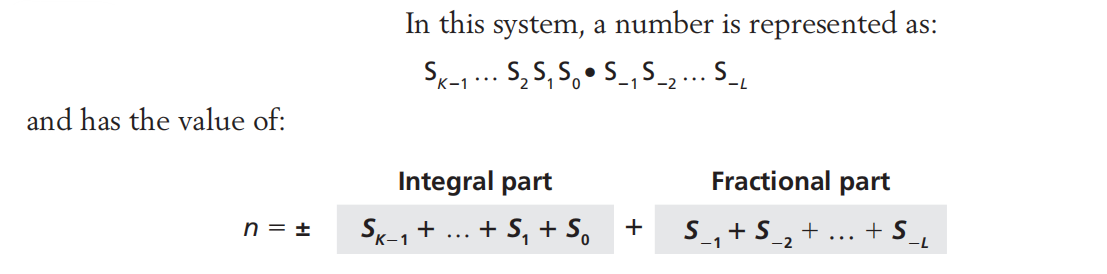 In this system, a number is represented as:
S_{K−1} … S_2 S_1 S_0 • S_{−1} S_{−2} … S_{−L}
and has the value of:
Integral part Fractional part
n = ± S_{K−1} + … + S_1 + S_0 + S_{−1} + S_{−2} + … + S_{−L}